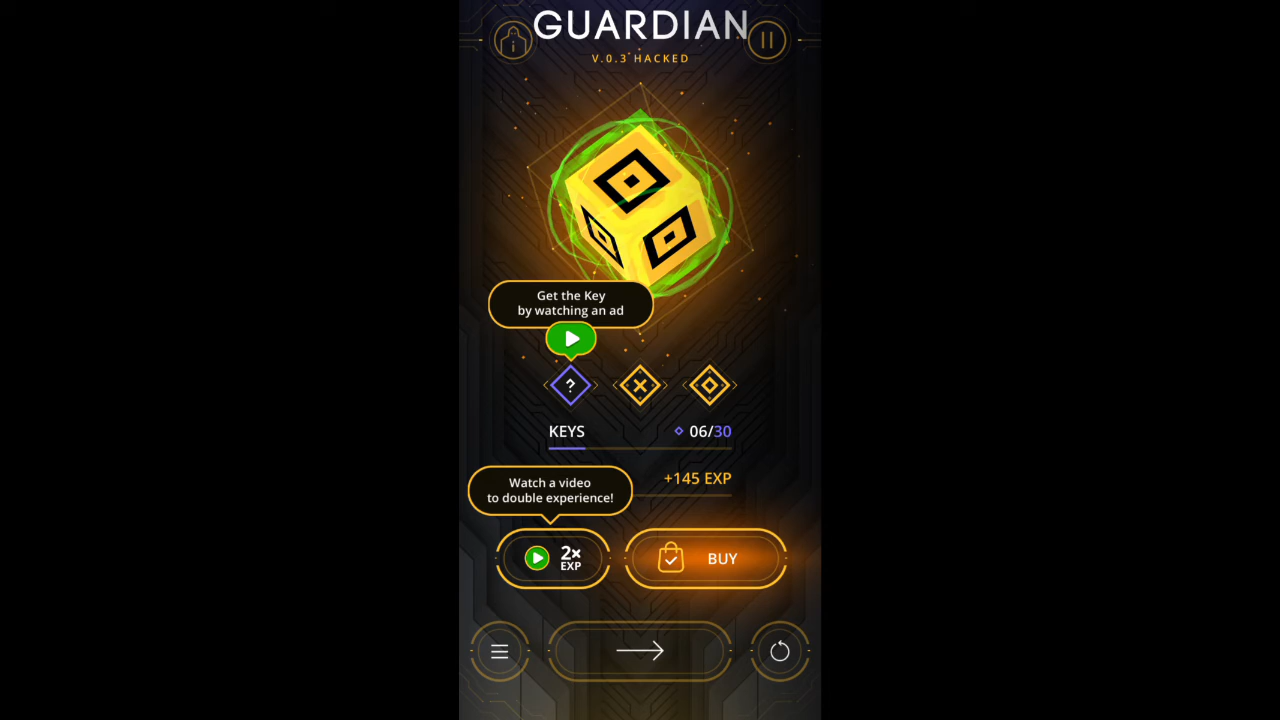 GUARDIAN
V.0.3 HACKED
Get the Key
by watching an ad
?
KEYS
06/30
+145 EXP
Watch a video
to double experience!
2x
EXP
BUY